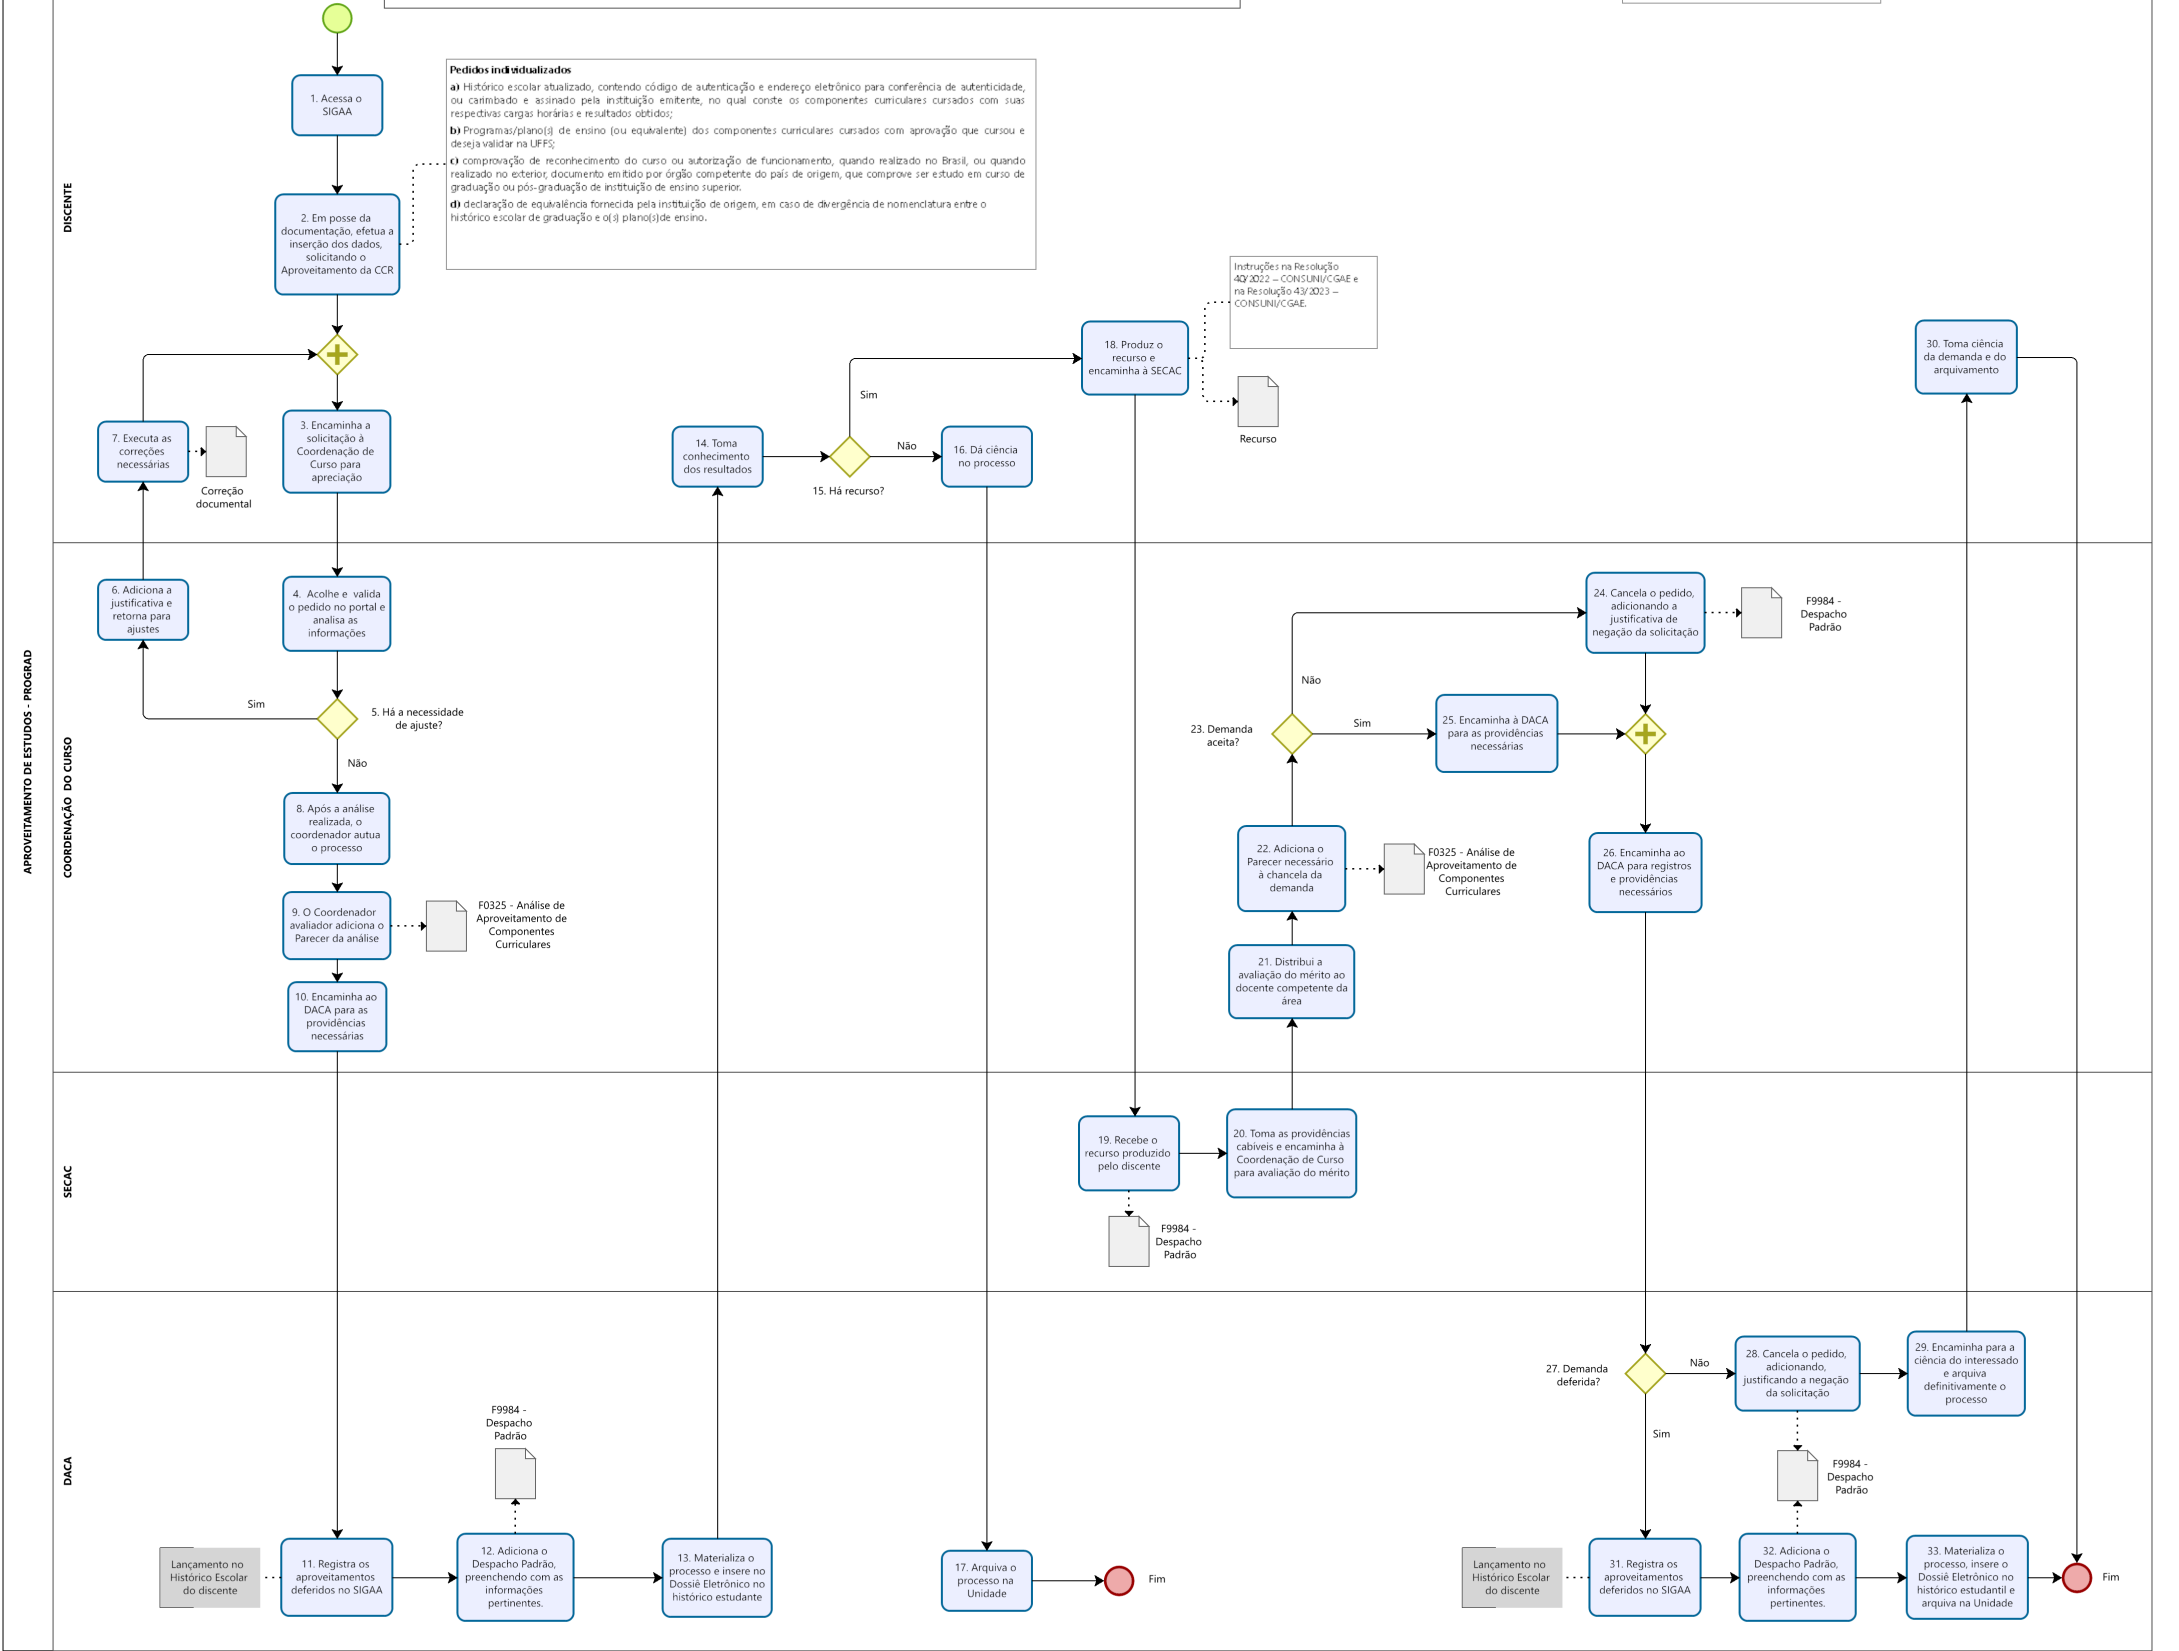 APROVEITAMENTO DE ESTUDOS - PROGRAD
DISCENTE
1. Acessa o
SIGAA
2. Em posse da
documentação, efetua a
inserção dos dados,
solicitando o
Aproveitamento da CCR
Pedidos individualizados
a) Histórico escolar atualizado, contendo código de autenticação e endereço eletrônico para conferência de autenticidade,
ou carimbado e assinado pela instituição emitente, no qual conste os componentes curriculares cursados com suas
respectivas cargas horárias e resultados obtidos;
b) Programas/plano(s) de ensino (ou equivalente) dos componentes curriculares cursados com aprovação que cursou e
deseja validar na UFFS;
c) comprovação de reconhecimento do curso ou autorização de funcionamento, quando realizado no Brasil, ou quando
realizado no exterior, documento emitido por órgão competente do país de origem, que comprove ser estudo em curso de
graduação ou pós-graduação de instituição de ensino superior.
d) declaração de equivalência fornecida pela instituição de origem, em caso de divergência de nomenclatura entre o
histórico escolar de graduação e o(s) plano(s)de ensino.
3. Encaminha a
solicitação à
Coordenação de
Curso para
apreciação
7. Executa as
correções
necessárias
Correção
documental
14. Toma
conhecimento
dos resultados
15. Há recurso?
Sim
Não
16. Dá ciência
no processo
18. Produz o
recurso e
encaminha à SECAC
Instruções na Resolução
40/2022 – CONSUNI/CGAE e
na Resolução 43/2023 –
CONSUNI/CGAE.
Recurso
30. Toma ciência
da demanda e do
arquivamento
COORDENAÇÃO DO CURSO
6. Adiciona a
justificativa e
retorna para
ajustes
4. Acolhe e valida
o pedido no portal e
analisa as
informações
Sim
5. Há a necessidade
de ajuste?
Não
8. Após a análise
realizada, o
coordenador autua
o processo
9. O Coordenador
avaliador adiciona o
Parecer da análise
F0325 - Análise de
Aproveitamento de
Componentes
Curriculares
10. Encaminha ao
DACA para as
providências
necessárias
24. Cancela o pedido,
adicionando a
justificativa de
negação da solicitação
F9984 -
Despacho
Padrão
Não
23. Demanda
aceita?
Sim
25. Encaminha à DACA
para as providências
necessárias
22. Adiciona o
Parecer necessário
à chancela da
demanda
F0325 - Análise de
Aproveitamento de
Componentes
Curriculares
26. Encaminha ao
DACA para registros
e providências
necessários
21. Distribui a
avaliação do mérito ao
docente competente da
área
SECAC
19. Recebe o
recurso produzido
pelo discente
F9984 -
Despacho
Padrão
20. Toma as providências
cabíveis e encaminha à
Coordenação de Curso
para avaliação do mérito
DACA
Lançamento no
Histórico Escolar
do discente
11. Registra os
aproveitamentos
deferidos no SIGAA
F9984 -
Despacho
Padrão
12. Adiciona o
Despacho Padrão,
preenchendo com as
informações
pertinentes.
13. Materializa o
processo e insere no
Dossiê Eletrônico no
histórico estudante
17. Arquiva o
processo na
Unidade
Fim
27. Demanda
deferida?
Não
Sim
28. Cancela o pedido,
adicionando,
justificando a negação
da solicitação
29. Encaminha para a
ciência do interessado
e arquiva
definitivamente o
processo
F9984 -
Despacho
Padrão
Lançamento no
Histórico Escolar
do discente
31. Registra os
aproveitamentos
deferidos no SIGAA
32. Adiciona o
Despacho Padrão,
preenchendo com as
informações
pertinentes.
33. Materializa o
processo, insere o
Dossiê Eletrônico no
histórico estudantil e
arquiva na Unidade
Fim